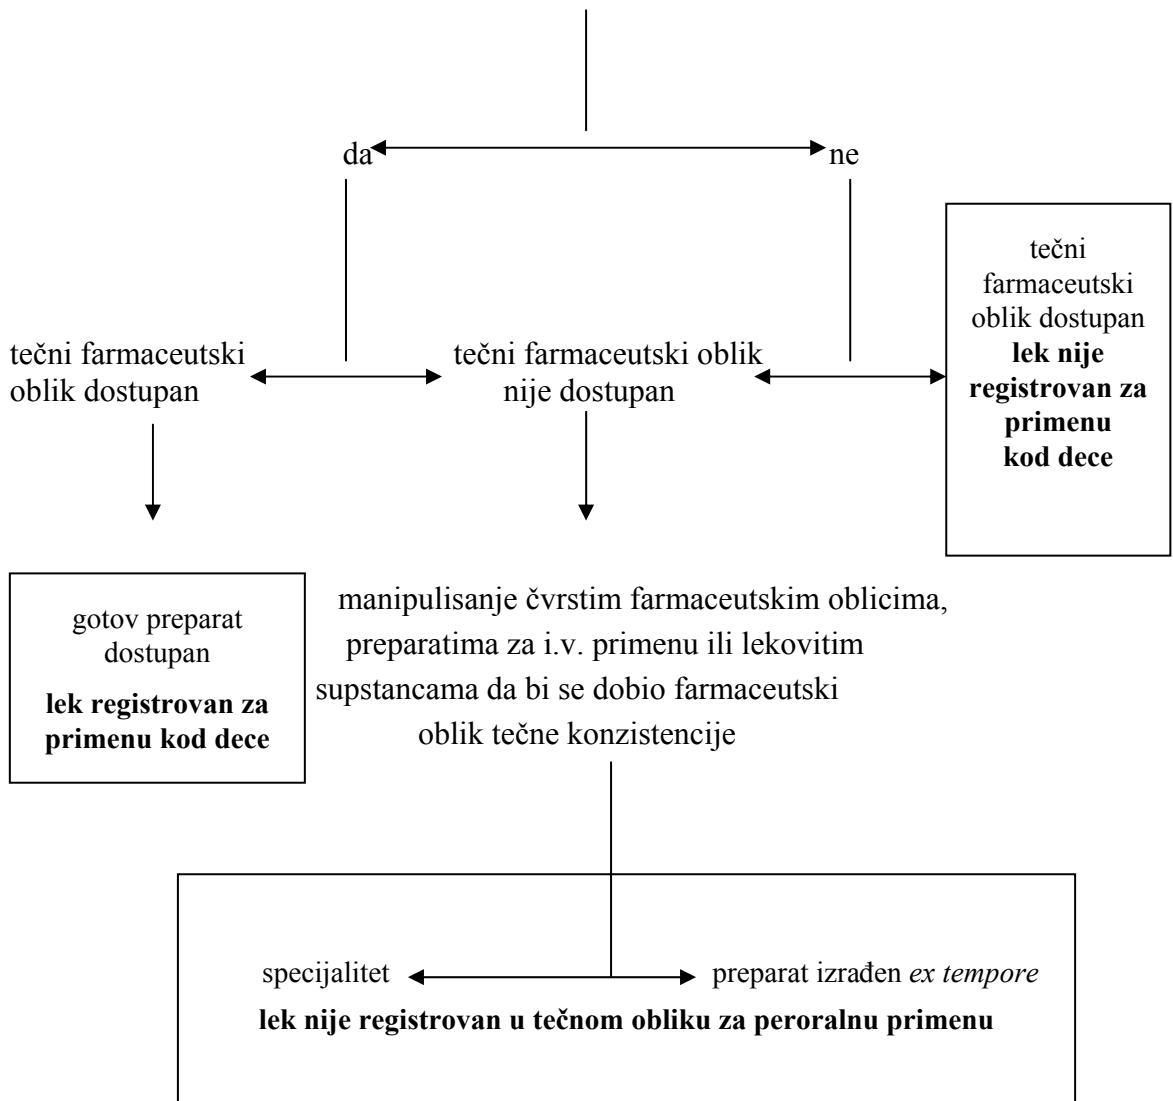 da
ne
tečni farmaceutski
oblik dostupan
tečni farmaceutski oblik
nije dostupan
tečni
farmaceutski
oblik dostupan
lek nije
registrovan za
primenu
kod dece
gotov preparat
dostupan
lek registrovan za
primenu kod dece
manipulisanje čvrstim farmaceutskim oblicima,
preparatima za i.v. primenu ili lekovitim
supstancama da bi se dobio farmaceutski
oblik tečne konzistencije
specijalitet
preparat izrađen ex tempore
lek nije registrovan u tečnom obliku za peroralnu primenu